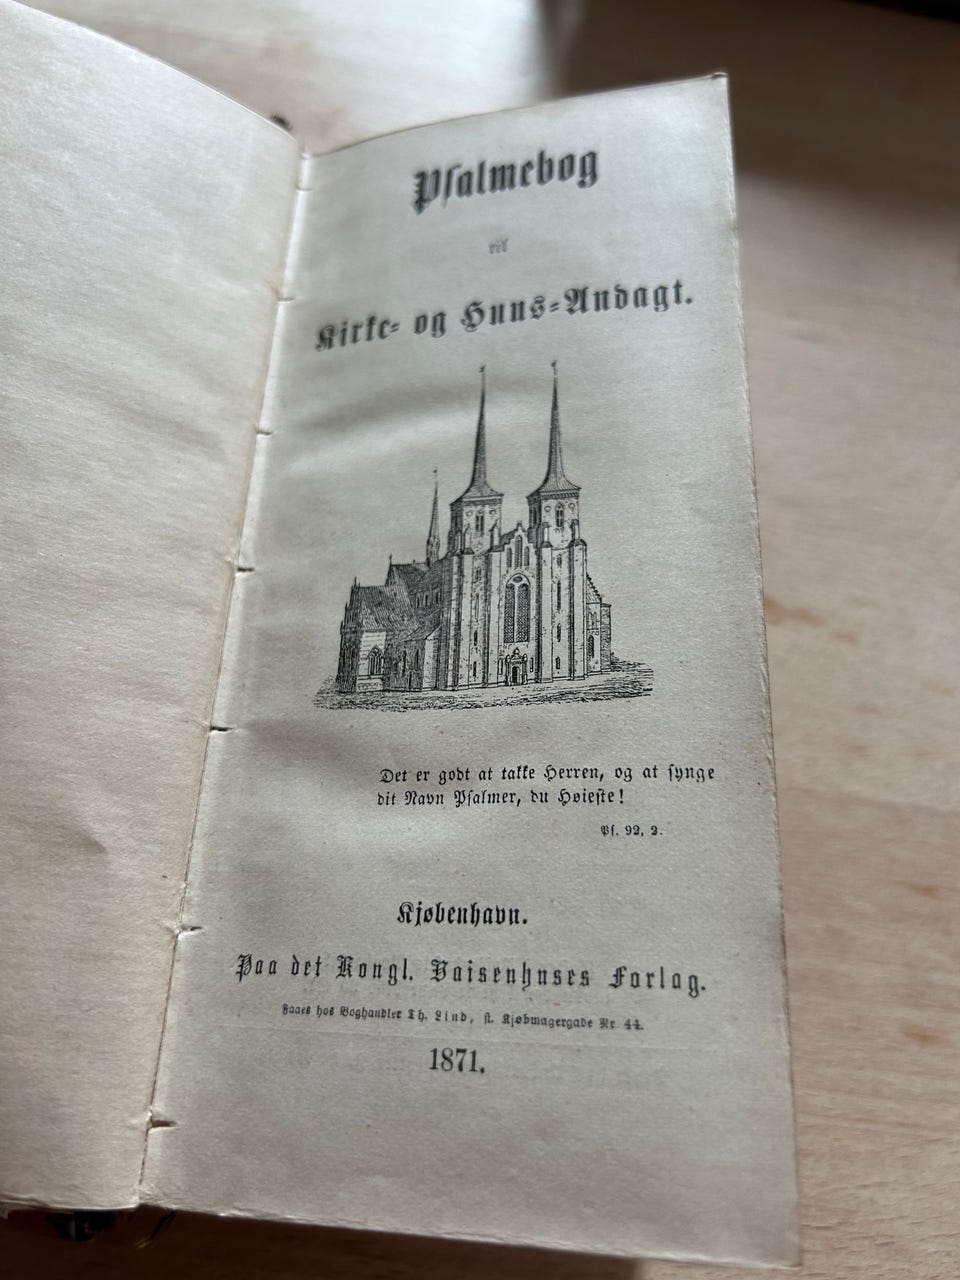 Psalmebog
til
Kirke- og Huus-Andagt.
Det er godt at takke Herren, og at synge
dit Navn Psalmer, du Høieste!
Ps. 92, 2.
Kjøbenhavn.
Paa det Kongl. Vaisenhuses Forlag.
Faaes hos Boghandler Th. Lind, st. Kjøbmagergade Nr. 44.
1871.